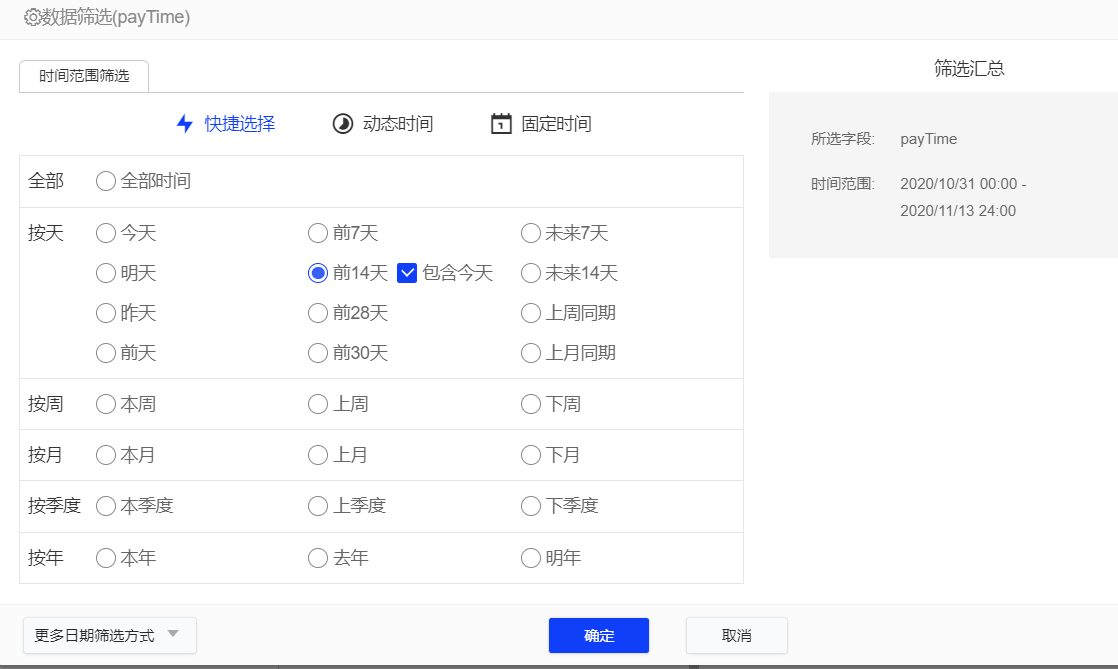 数据筛选(payTime)
时间范围筛选
快捷选择 动态时间 固定时间
全部 全部时间
按天 今天 前7天 未来7天
明天 前14天 包含今天 未来14天
昨天 前28天 上周同期
前天 前30天 上月同期
按周 本周 上周 下周
按月 本月 上月 下月
按季度 本季度 上季度 下季度
按年 本年 去年 明年
更多日期筛选方式 确定 取消
筛选汇总
所选字段: payTime
时间范围: 2020/10/31 00:00 -
2020/11/13 24:00